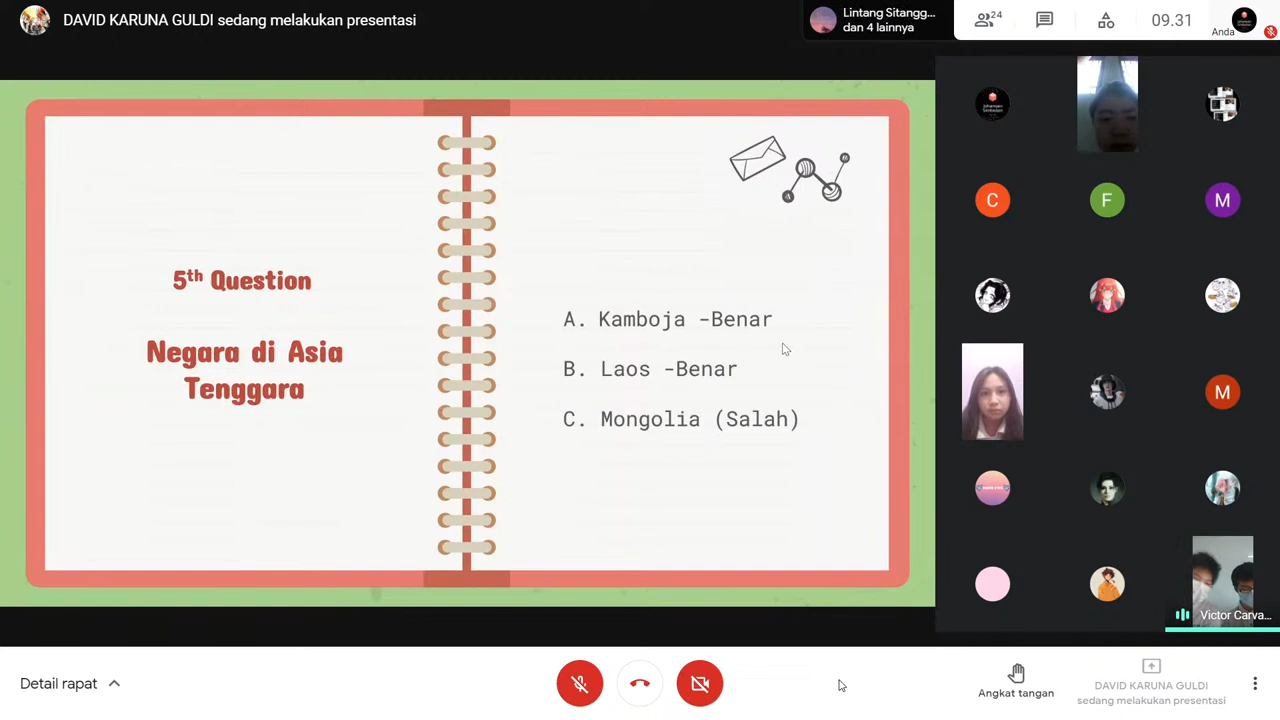 DAVID KARUNA GULDI sedang melakukan presentasi
Lintang Sitangg...
dan 4 lainnya
24
09.31
Anda
5th Question
Negara di Asia
Tenggara
A. Kamboja -Benar
B. Laos -Benar
C. Mongolia (Salah)
C
F
M
M
Victor Carva...
Detail rapat
Angkat tangan
DAVID KARUNA GULDI
sedang melakukan presentasi